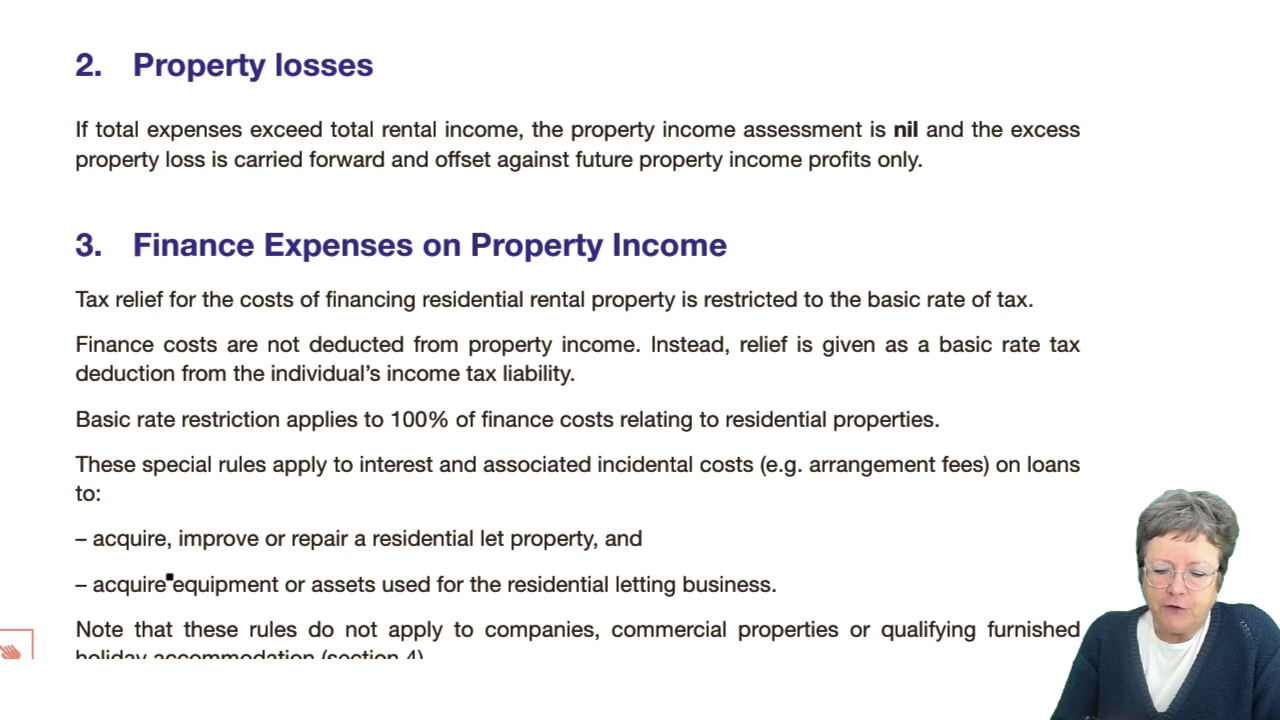 2. Property losses
If total expenses exceed total rental income, the property income assessment is nil and the excess
property loss is carried forward and offset against future property income profits only.
3. Finance Expenses on Property Income
Tax relief for the costs of financing residential rental property is restricted to the basic rate of tax.
Finance costs are not deducted from property income. Instead, relief is given as a basic rate tax
deduction from the individual’s income tax liability.
Basic rate restriction applies to 100% of finance costs relating to residential properties.
These special rules apply to interest and associated incidental costs (e.g. arrangement fees) on loans
to:
– acquire, improve or repair a residential let property, and
– acquire equipment or assets used for the residential letting business.
Note that these rules do not apply to companies, commercial properties or qualifying furnished
holiday accommodation (section 4)